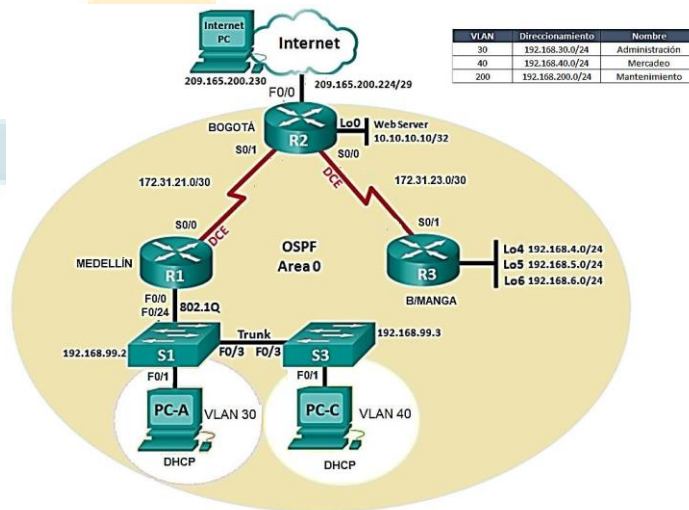 Internet
PC
Internet
209.165.200.230
209.165.200.224/29
F0/0
VLAN Direccionamiento Nombre
30 192.168.30.0/24 Administración
40 192.168.40.0/24 Mercadeo
200 192.168.200.0/24 Mantenimiento
BOGOTÁ
R2
Lo0
Web Server
10.10.10.10/32
S0/1
S0/0
DCE
172.31.21.0/30
172.31.23.0/30
S0/0
DCE
S0/1
OSPF
Area 0
MEDELLÍN
R1
R3
B/MANGA
Lo4 192.168.4.0/24
Lo5 192.168.5.0/24
Lo6 192.168.6.0/24
F0/0
F0/24
802.1Q
Trunk
192.168.99.2
S1
F0/3
F0/3
S3
192.168.99.3
F0/1
F0/1
PC-A
VLAN 30
PC-C
VLAN 40
DHCP
DHCP